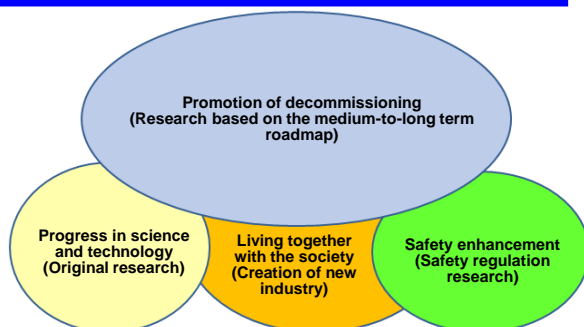 Promotion of decommissioning
(Research based on the medium-to-long term
roadmap)
Progress in science
and technology
(Original research)
Living together
with the society
(Creation of new
industry)
Safety enhancement
(Safety regulation
research)